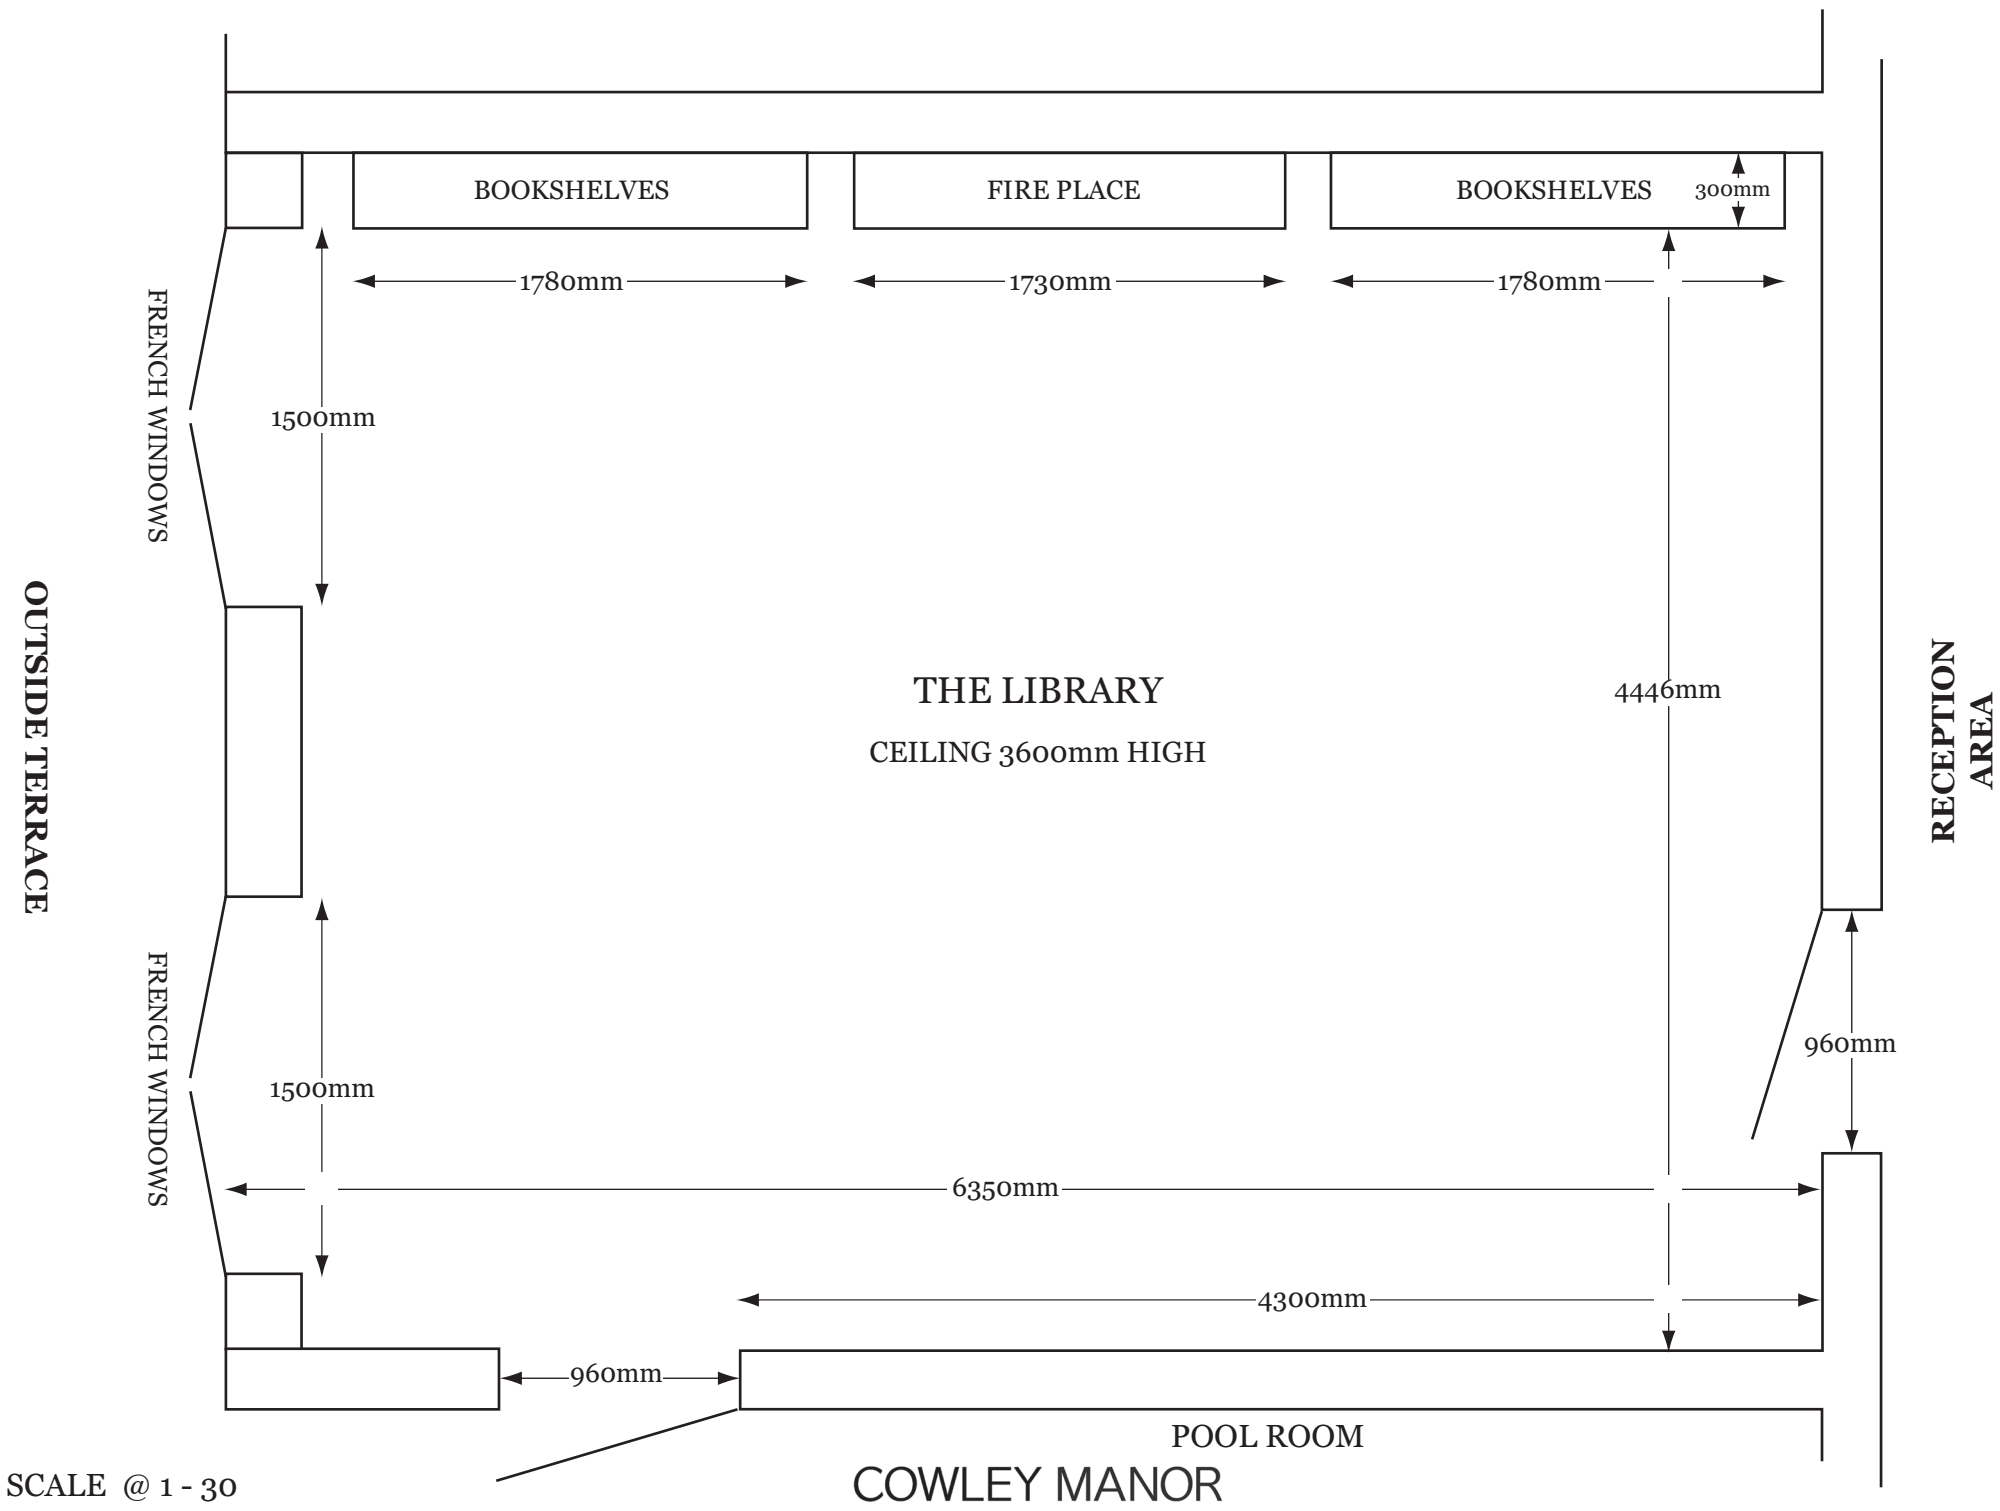 BOOKSHELVES
FIRE PLACE
BOOKSHELVES
300mm
1780mm
1730mm
1780mm
FRENCH WINDOWS
1500mm
OUTSIDE TERRACE
THE LIBRARY
CEILING 3600mm HIGH
4446mm
RECEPTION
AREA
FRENCH WINDOWS
1500mm
960mm
6350mm
4300mm
960mm
POOL ROOM
SCALE @ 1 - 30
COWLEY MANOR